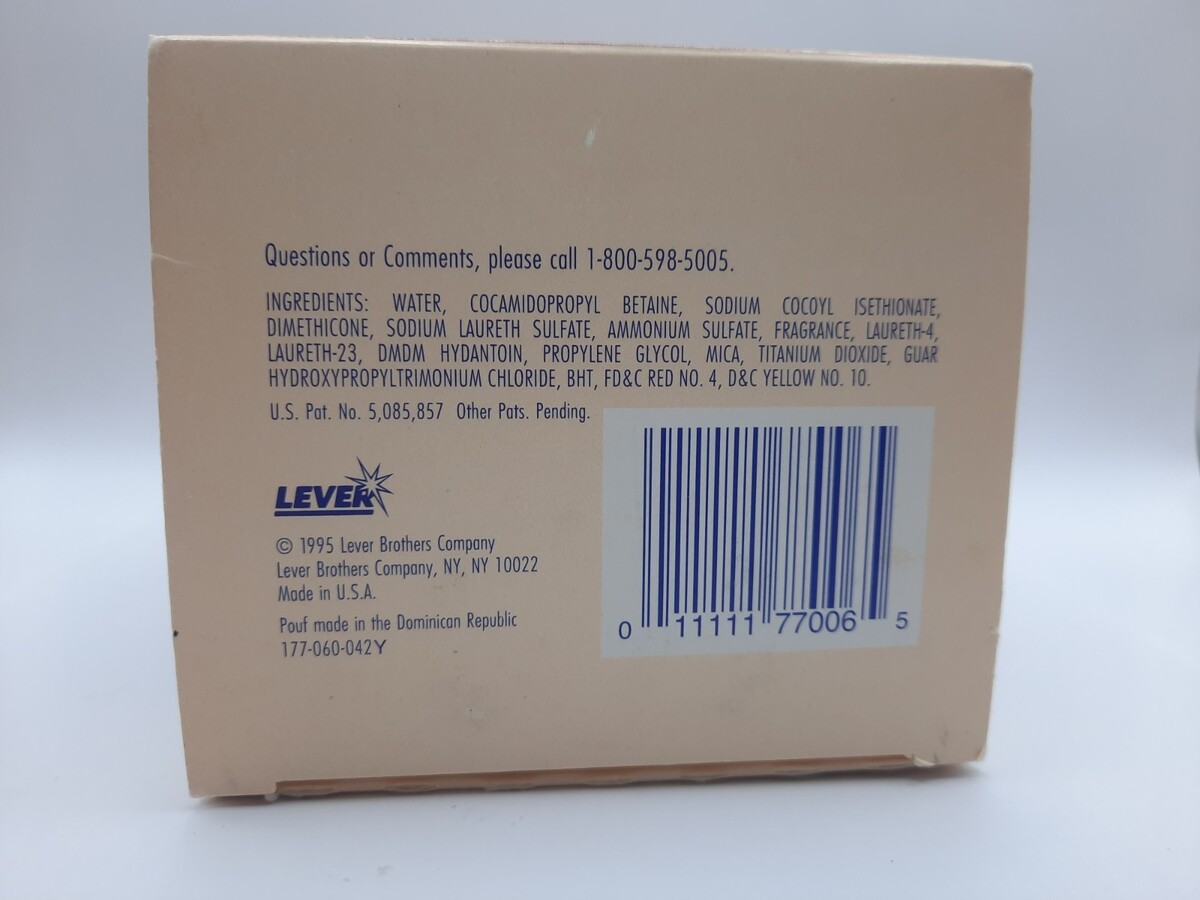 Questions or Comments, please call 1-800-598-5005.
INGREDIENTS: WATER, COCAMIDOPROPYL BETAINE, SODIUM COCOYL ISETHIONATE,
DIMETHICONE, SODIUM LAURETH SULFATE, AMMONIUM SULFATE, FRAGRANCE, LAURETH-4,
LAURETH-23, DMDM HYDANTOIN, PROPYLENE GLYCOL, MICA, TITANIUM DIOXIDE, GUAR
HYDROXYPROPYLTRIMONIUM CHLORIDE, BHT, FD&C RED NO. 4, D&C YELLOW NO. 10.
U.S. Pat. No. 5,085,857 Other Pats. Pending.
LEVER
© 1995 Lever Brothers Company
Lever Brothers Company, NY, NY 10022
Made in U.S.A.
Pouf made in the Dominican Republic
177-060-042Y
0 11111 77006 5